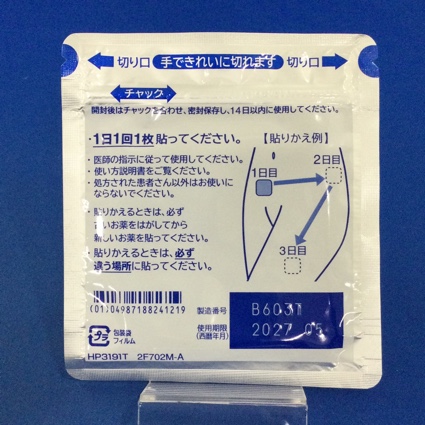 切り口 手できれいに切れます 切り口
チャック
開封後はチャックを合わせ、密封保存し、14日以内に使用してください。
・1日1回1枚貼ってください。
・医師の指示に従って使用してください。
・使い方説明書をご覧ください。
・処方された患者さん以外はお使いに
ならないでください。
・貼りかえるときは、必ず
古いお薬をはがしてから
新しいお薬を貼ってください。
・貼りかえるときは、必ず
違う場所に貼ってください。
【貼りかえ例】
1日目
2日目
3日目
(01)04987188241219
製造番号 B603T
使用期限 2027.05
(西暦年月)
プラ
包装袋
フィルム
HP3191T 2F702M-A